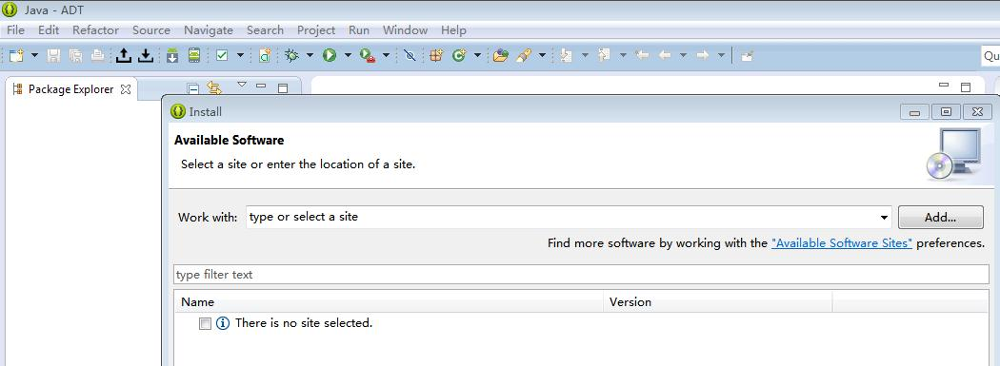 Java - ADT
File Edit Refactor Source Navigate Search Project Run Window Help
Qu
Package Explorer
Install
Available Software
Select a site or enter the location of a site.
Work with: type or select a site Add...
Find more software by working with the "Available Software Sites" preferences.
type filter text
Name Version
There is no site selected.